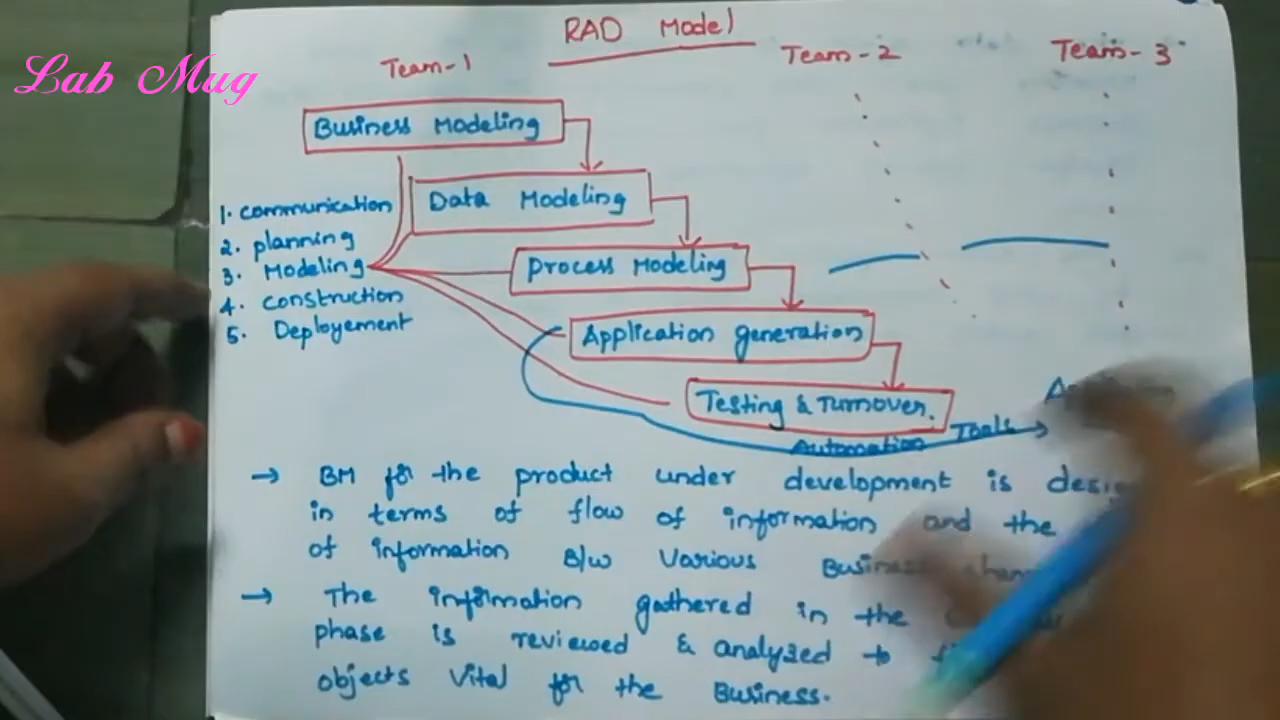 Lab Mug
RAD Model
Team-1 Team-2 Team-3
Business Modeling
Data Modeling
1. communication
2. planning
3. Modeling
4. construction
5. Deployement
Process Modeling
Application generation
Testing & Turnover.
Automation Tools →
→ BM for the product under development is
in terms of flow of information and the
of information B/w Various
→ The information gathered in the
phase is reviewed & analyzed to
objects Vital for the Business.